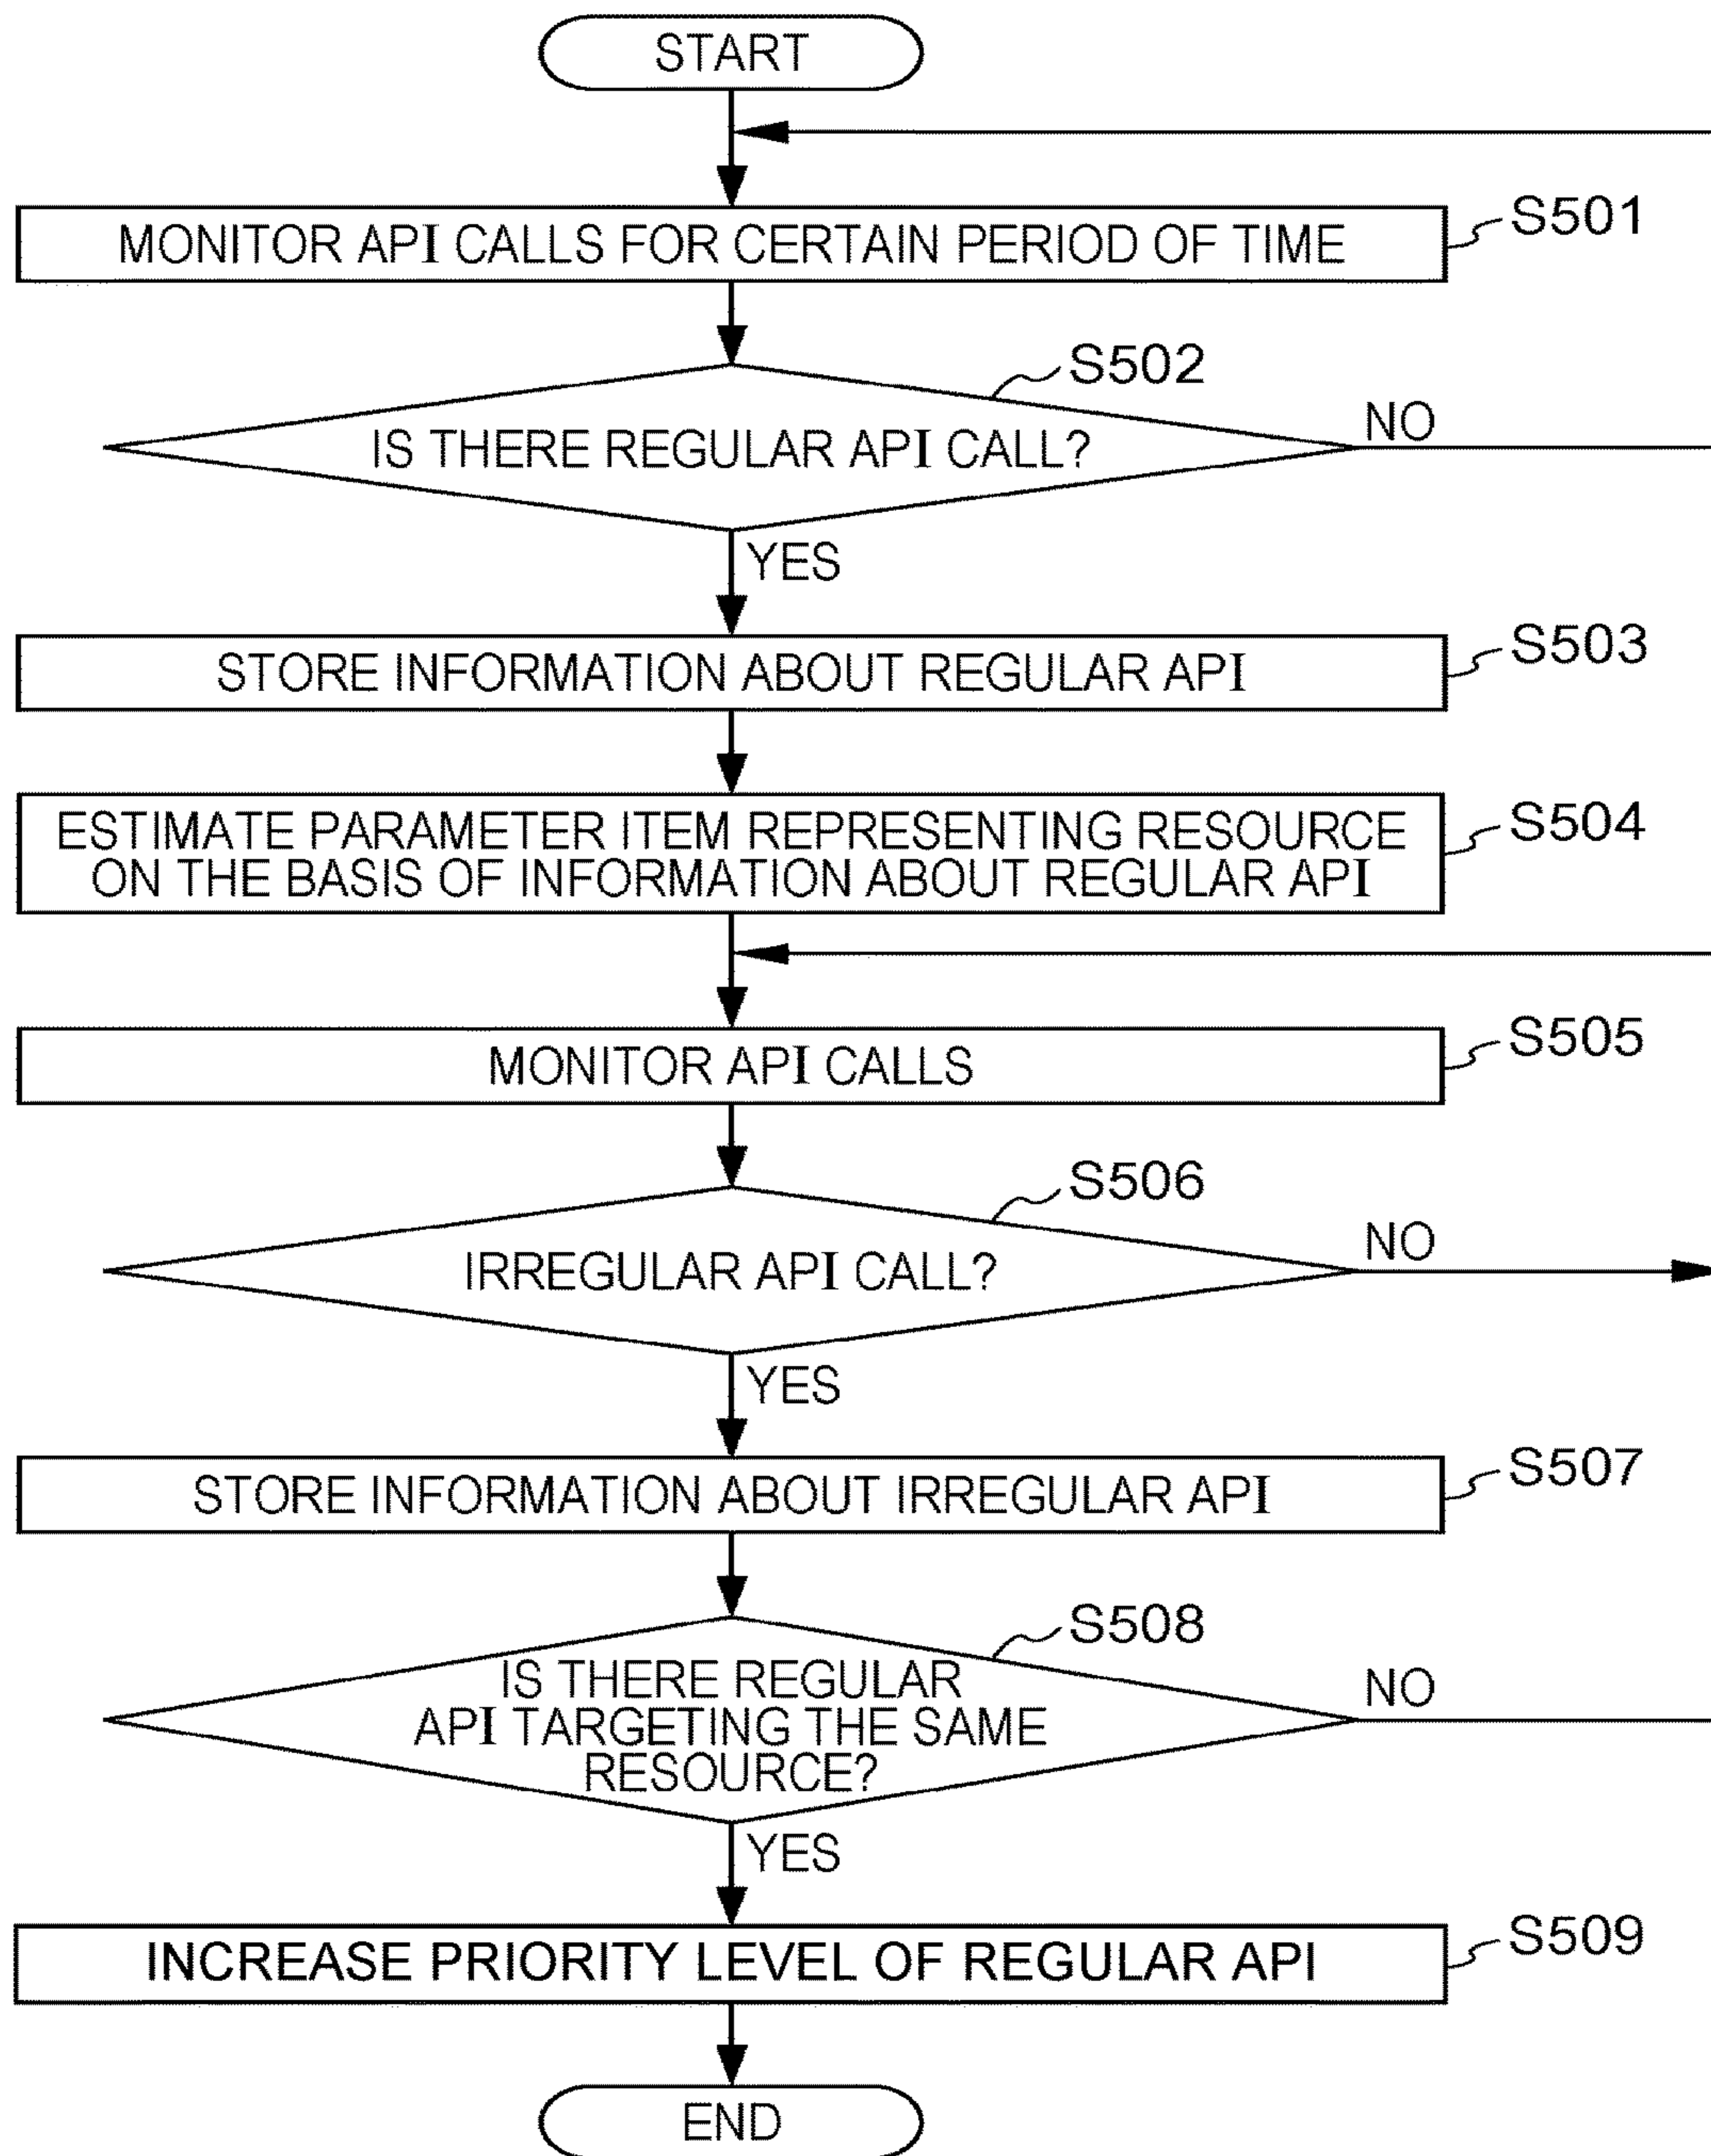 START
MONITOR API CALLS FOR CERTAIN PERIOD OF TIME
S501
S502
IS THERE REGULAR API CALL?
NO
YES
STORE INFORMATION ABOUT REGULAR API
S503
ESTIMATE PARAMETER ITEM REPRESENTING RESOURCE
ON THE BASIS OF INFORMATION ABOUT REGULAR API
S504
MONITOR API CALLS
S505
S506
IRREGULAR API CALL?
NO
YES
STORE INFORMATION ABOUT IRREGULAR API
S507
S508
IS THERE REGULAR
API TARGETING THE SAME
RESOURCE?
NO
YES
INCREASE PRIORITY LEVEL OF REGULAR API
S509
END